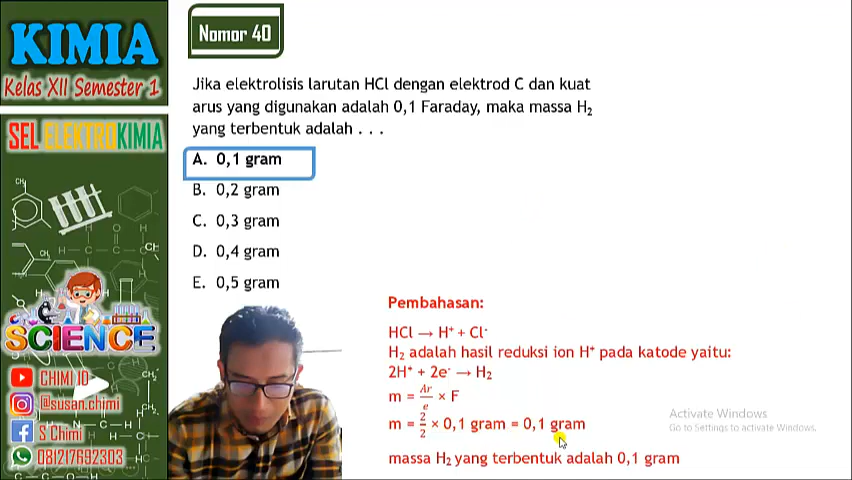 KIMIA
Kelas XII Semester 1
SEL ELEKTROKIMIA
SCIENCE
CHIMI ID
@susan.chimi
S Chimi
081217692303
Nomor 40
Jika elektrolisis larutan HCl dengan elektrod C dan kuat
arus yang digunakan adalah 0,1 Faraday, maka massa H₂
yang terbentuk adalah . . .
A. 0,1 gram
B. 0,2 gram
C. 0,3 gram
D. 0,4 gram
E. 0,5 gram
Pembahasan:
HCl → H⁺ + Cl⁻
H₂ adalah hasil reduksi ion H⁺ pada katode yaitu:
2H⁺ + 2e⁻ → H₂
m = Ar/e × F
m = 2/2 × 0,1 gram = 0,1 gram
massa H₂ yang terbentuk adalah 0,1 gram
Activate Windows
Go to Settings to activate Windows.